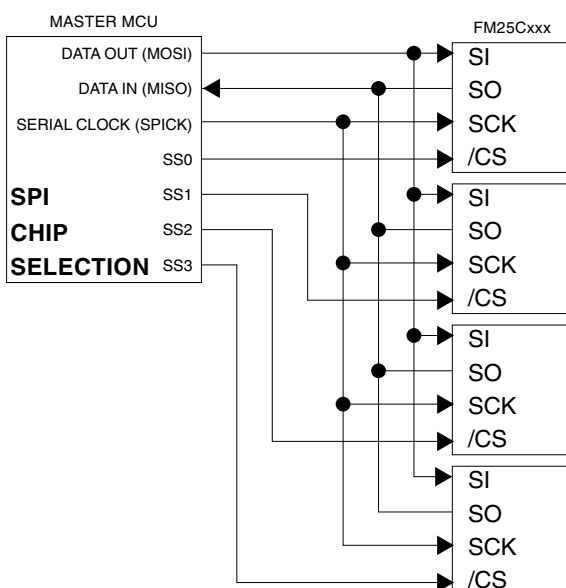 MASTER MCU
DATA OUT (MOSI)
DATA IN (MISO)
SERIAL CLOCK (SPICK)
SS0
SPI SS1
CHIP SS2
SELECTION SS3
FM25Cxxx
SI
SO
SCK
/CS
SI
SO
SCK
/CS
SI
SO
SCK
/CS
SI
SO
SCK
/CS